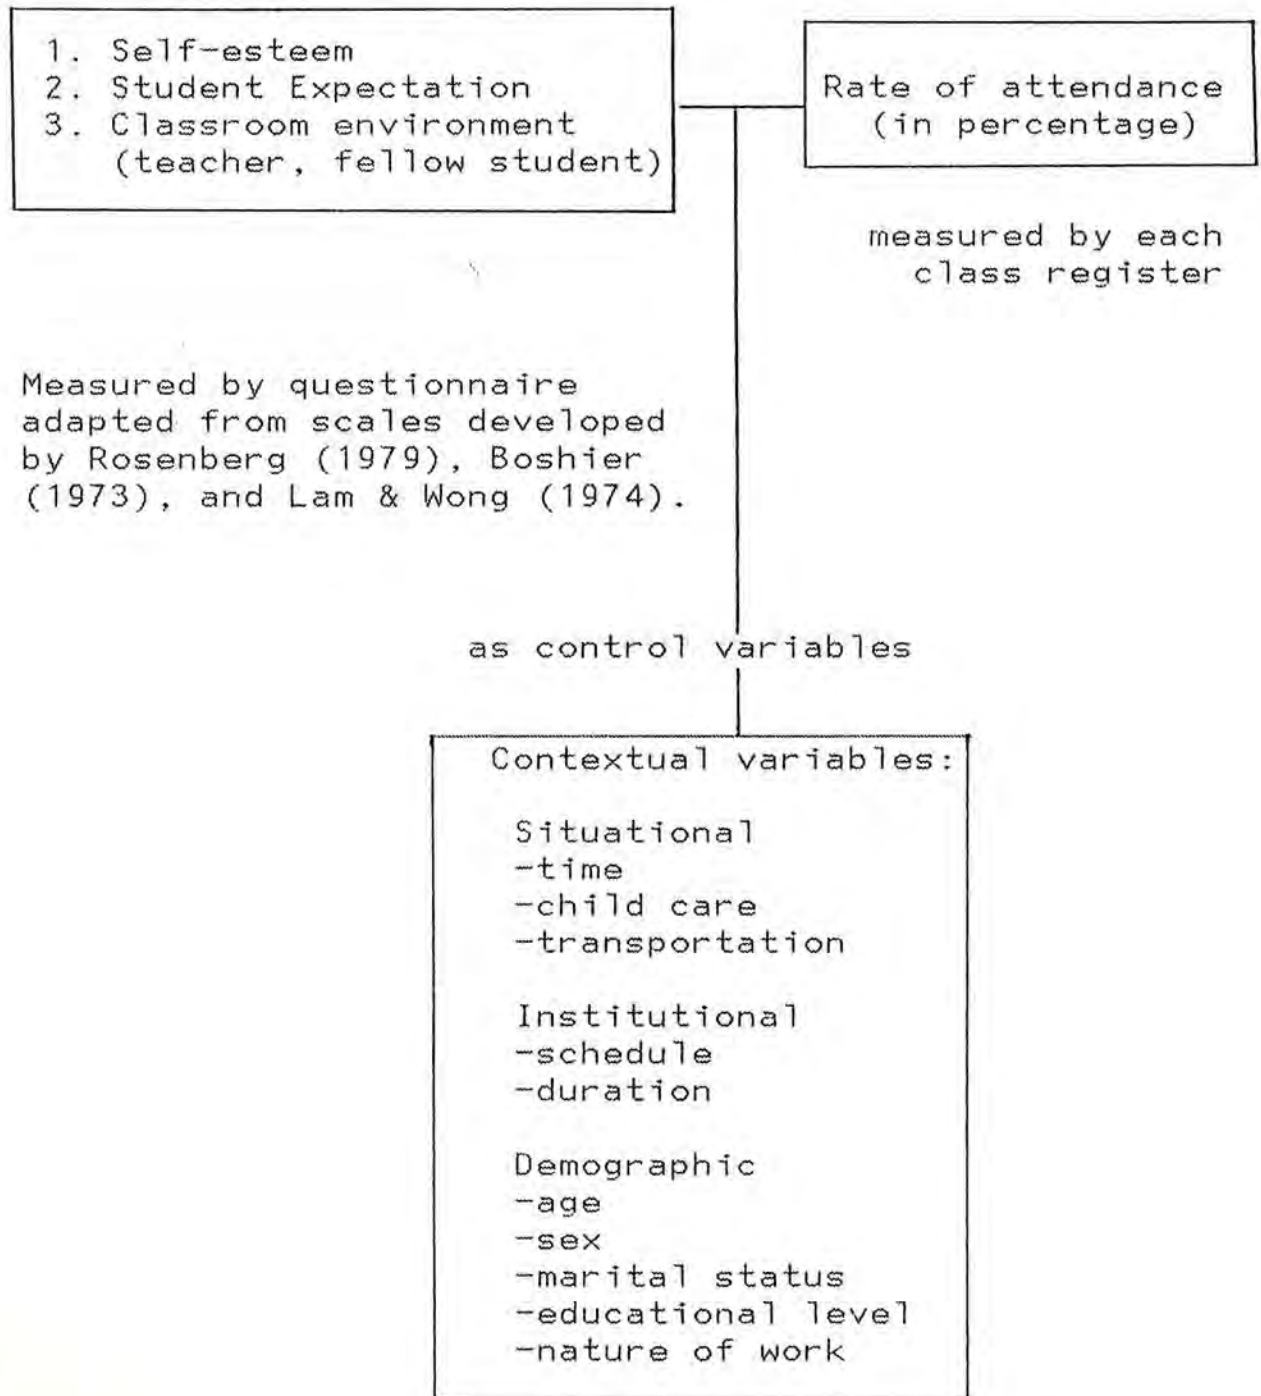 1. Self-esteem
2. Student Expectation
3. Classroom environment
(teacher, fellow student)
Rate of attendance
(in percentage)
measured by each
class register
Measured by questionnaire
adapted from scales developed
by Rosenberg (1979), Boshier
(1973), and Lam & Wong (1974).
as control variables
Contextual variables:
Situational
-time
-child care
-transportation
Institutional
-schedule
-duration
Demographic
-age
-sex
-marital status
-educational level
-nature of work